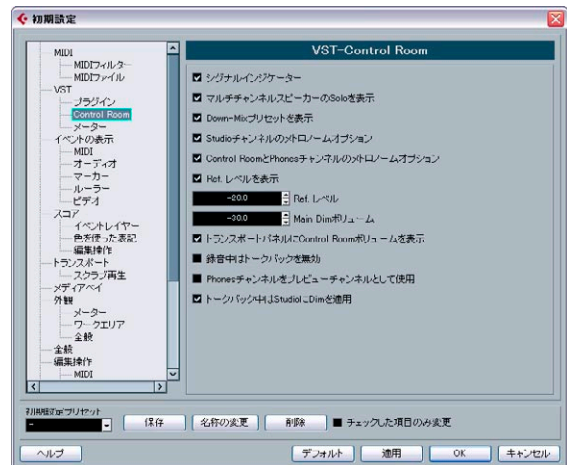 初期設定
MIDI
MIDIフィルター
MIDIファイル
VST
プラグイン
Control Room
メーター
イベントの表示
MIDI
オーディオ
マーカー
ルーラー
ビデオ
スコア
イベントレイヤー
色を使った表記
編集操作
トランスポート
スクラブ再生
メディアベイ
外観
メーター
ワークエリア
全般
全般
編集操作
MIDI
VST-Control Room
シグナルインジケーター
マルチチャンネルスピーカーのSoloを表示
Down-Mixプリセットを表示
Studioチャンネルのメトロノームオプション
Control RoomとPhonesチャンネルのメトロノームオプション
Ref. レベルを表示
-20.0 Ref. レベル
-30.0 Main Dimボリューム
トランスポートパネルにControl Roomボリュームを表示
録音中はトークバックを無効
Phonesチャンネルをプレビューチャンネルとして使用
トークバック中はStudioにDimを適用
初期設定プリセット
- 保存 名称の変更 削除 チェックした項目のみ変更
ヘルプ デフォルト 適用 OK キャンセル